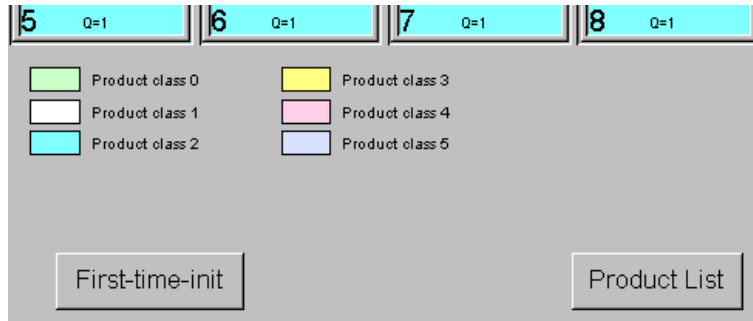 5 Q=1 6 Q=1 7 Q=1 8 Q=1
Product class 0 Product class 3
Product class 1 Product class 4
Product class 2 Product class 5
First-time-init Product List